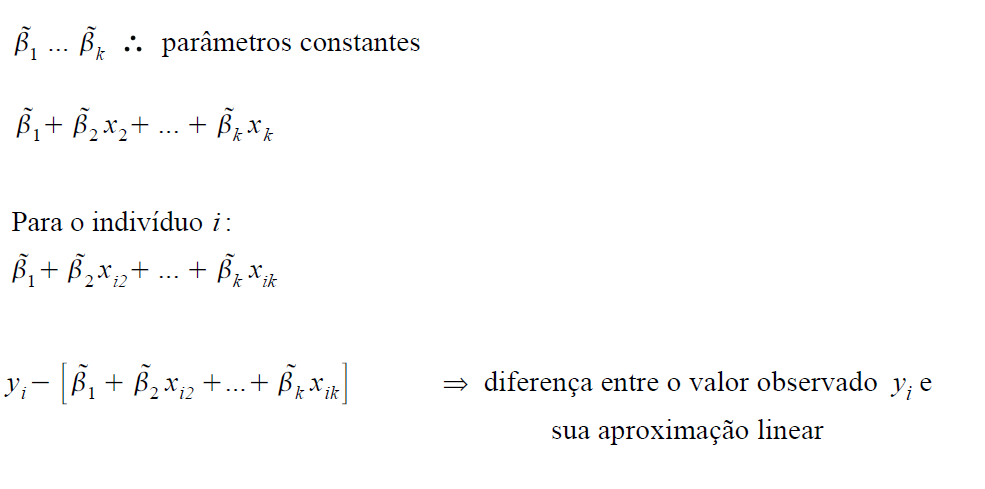 β̃₁ ... β̃ₖ ∴ parâmetros constantes
β̃₁ + β̃₂x₂ + ... + β̃ₖxₖ
Para o indivíduo i:
β̃₁ + β̃₂xᵢ₂ + ... + β̃ₖxᵢₖ
yᵢ − [β̃₁ + β̃₂xᵢ₂ + ... + β̃ₖxᵢₖ] ⇒ diferença entre o valor observado yᵢ e
sua aproximação linear